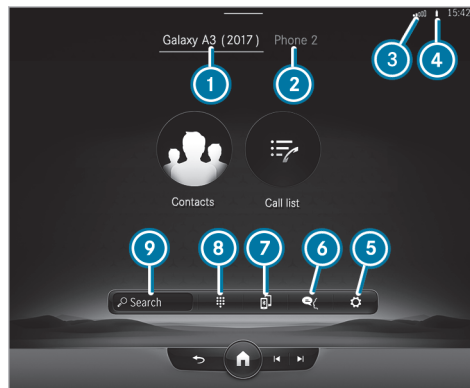 15:42
Galaxy A3 (2017) Phone 2
3 4
1 2
Contacts Call list
9 8 7 6 5
Search